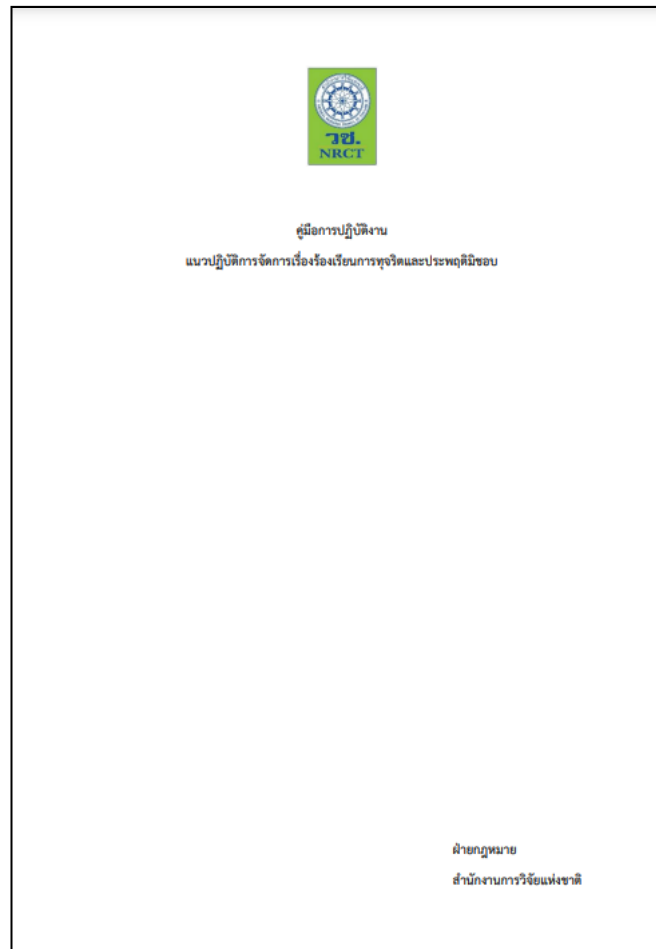 วช.
NRCT
คู่มือการปฏิบัติงาน
แนวปฏิบัติการจัดการเรื่องร้องเรียนการทุจริตและประพฤติมิชอบ
ฝ่ายกฎหมาย
สำนักงานการวิจัยแห่งชาติ